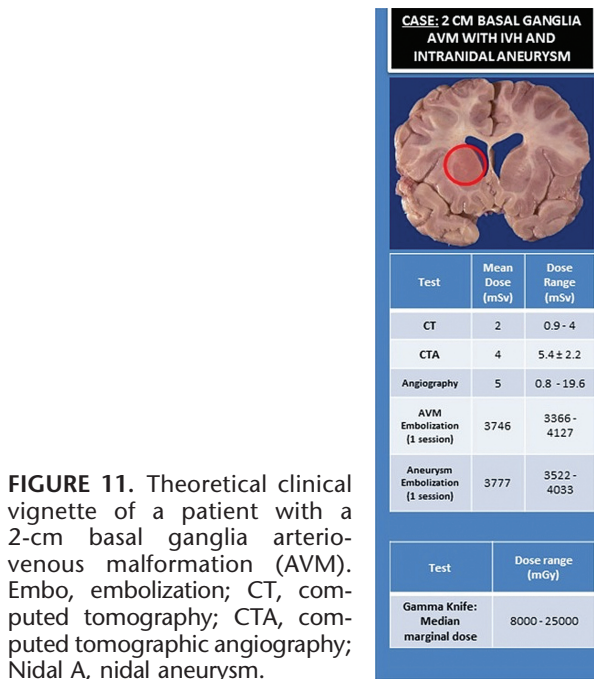 CASE: 2 CM BASAL GANGLIA
AVM WITH IVH AND
INTRANIDAL ANEURYSM
Test
Mean
Dose
(mSv)
Dose
Range
(mSv)
CT
2
0.9 - 4
CTA
4
5.4 ± 2.2
Angiography
5
0.8 - 19.6
AVM
Embolization
(1 session)
3746
3366 -
4127
Aneurysm
Embolization
(1 session)
3777
3522 -
4033
Test
Dose range
(mGy)
Gamma Knife:
Median
marginal dose
8000 - 25000
FIGURE 11. Theoretical clinical
vignette of a patient with a
2-cm basal ganglia arterio-
venous malformation (AVM).
Embo, embolization; CT, com-
puted tomography; CTA, com-
puted tomographic angiography;
Nidal A, nidal aneurysm.